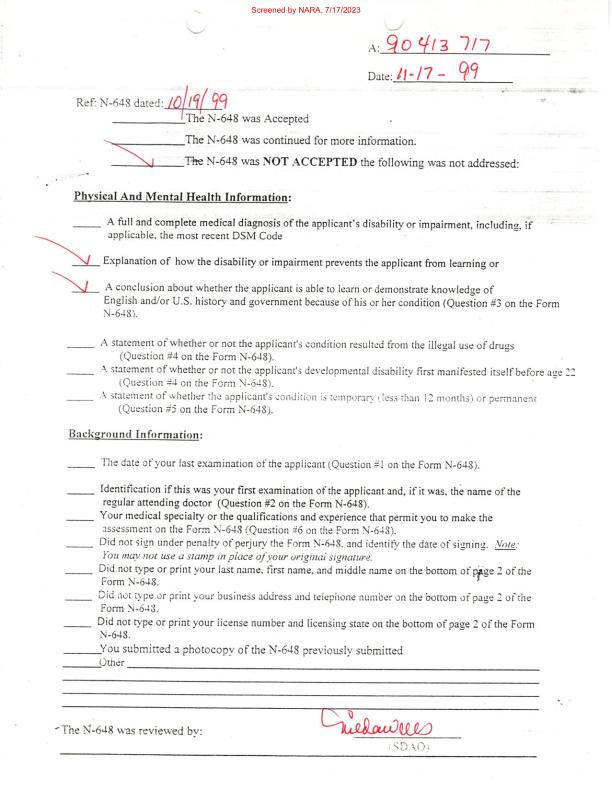 Screened by NARA, 7/17/2023
A: 90 413 717
Date: 11-17-99
Ref: N-648 dated: 10/19/99
The N-648 was Accepted
The N-648 was continued for more information.
The N-648 was NOT ACCEPTED the following was not addressed:
Physical And Mental Health Information:
A full and complete medical diagnosis of the applicant's disability or impairment, including, if
applicable, the most recent DSM Code
Explanation of how the disability or impairment prevents the applicant from learning or
A conclusion about whether the applicant is able to learn or demonstrate knowledge of
English and/or U.S. history and government because of his or her condition (Question #3 on the Form
N-648).
A statement of whether or not the applicant's condition resulted from the illegal use of drugs
(Question #4 on the Form N-648).
A statement of whether or not the applicant's developmental disability first manifested itself before age 22
(Question #4 on the Form N-648).
A statement of whether the applicant's condition is temporary (less than 12 months) or permanent
(Question #5 on the Form N-648).
Background Information:
The date of your last examination of the applicant (Question #1 on the Form N-648).
Identification if this was your first examination of the applicant and, if it was, the name of the
regular attending doctor (Question #2 on the Form N-648).
Your medical specialty or the qualifications and experience that permit you to make the
assessment on the Form N-648 (Question #6 on the Form N-648).
Did not sign under penalty of perjury the Form N-648, and identify the date of signing. Note:
You may not use a stamp in place of your original signature.
Did not type or print your last name, first name, and middle name on the bottom of page 2 of the
Form N-648.
Did not type or print your business address and telephone number on the bottom of page 2 of the
Form N-648.
Did not type or print your license number and licensing state on the bottom of page 2 of the Form
N-648.
You submitted a photocopy of the N-648 previously submitted
Other
The N-648 was reviewed by:
(SDAO)